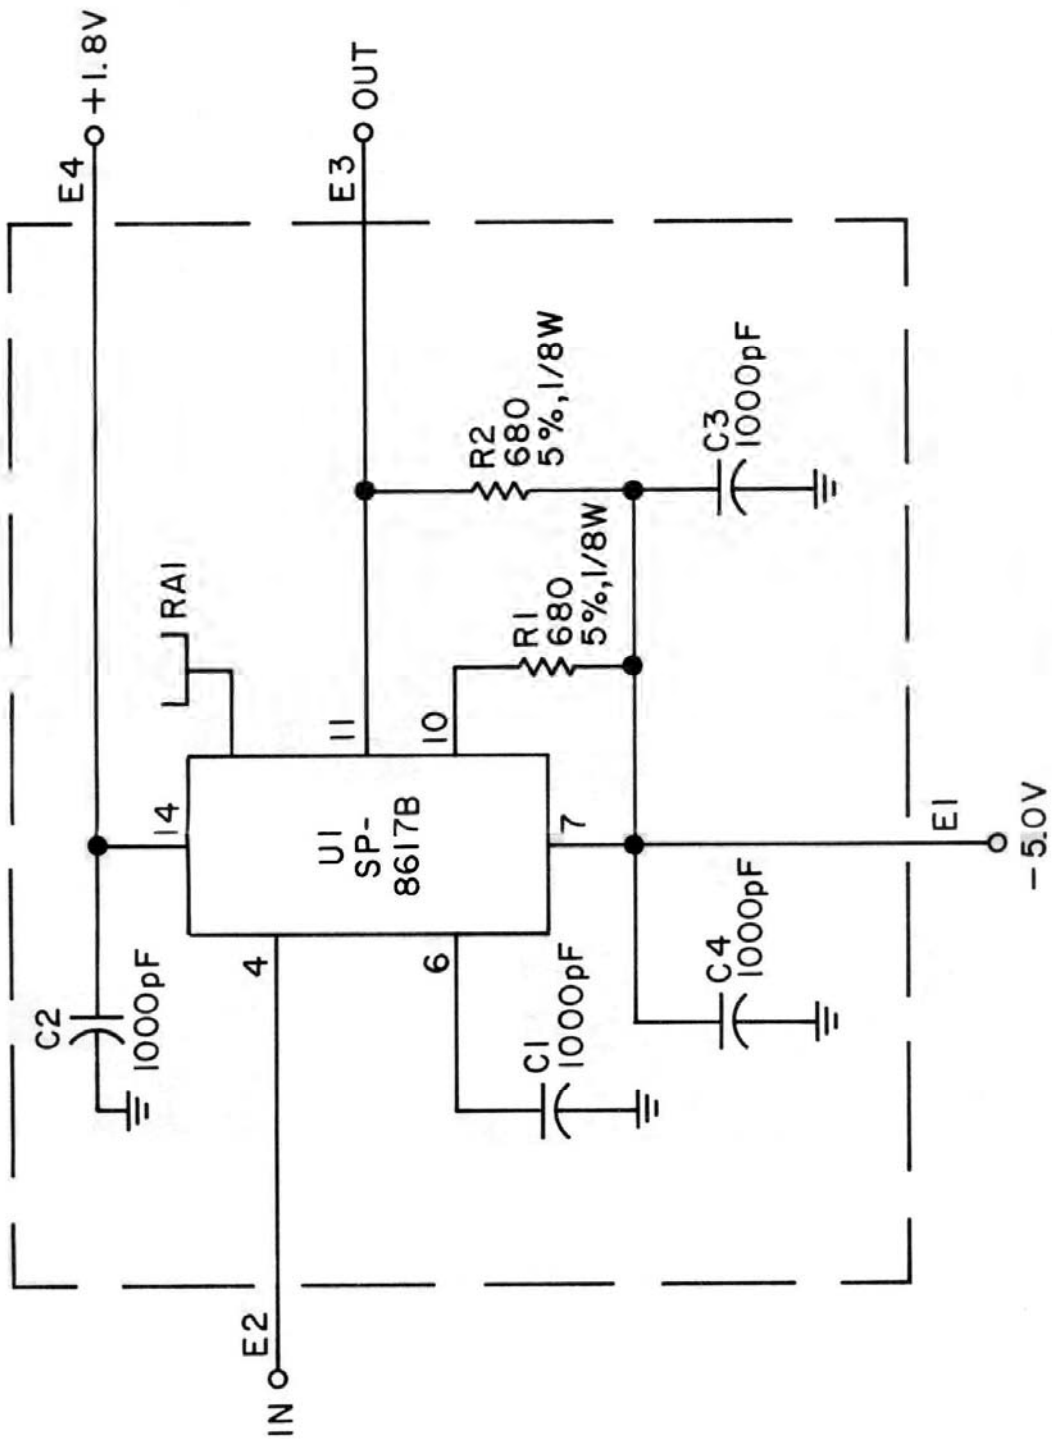 C2
E4
+1.8V
1000pF
14
RA1
E2
IN
4
11
E3
OUT
U1
SP-
8617B
6
10
C1
1000pF
7
R1
680
5%,1/8W
R2
680
5%,1/8W
C4
1000pF
C3
1000pF
E1
-5.0V